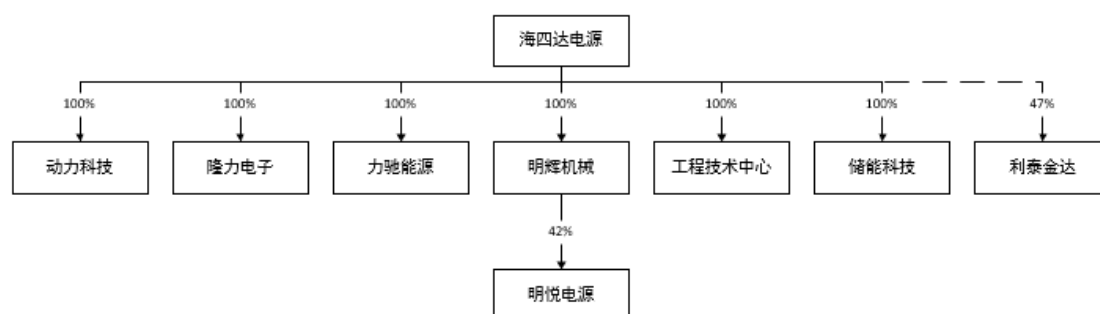 海四达电源
100% 100% 100% 100% 100% 100% 47%
动力科技 隆力电子 力驰能源 明辉机械 工程技术中心 储能科技 利泰金达
42%
明悦电源